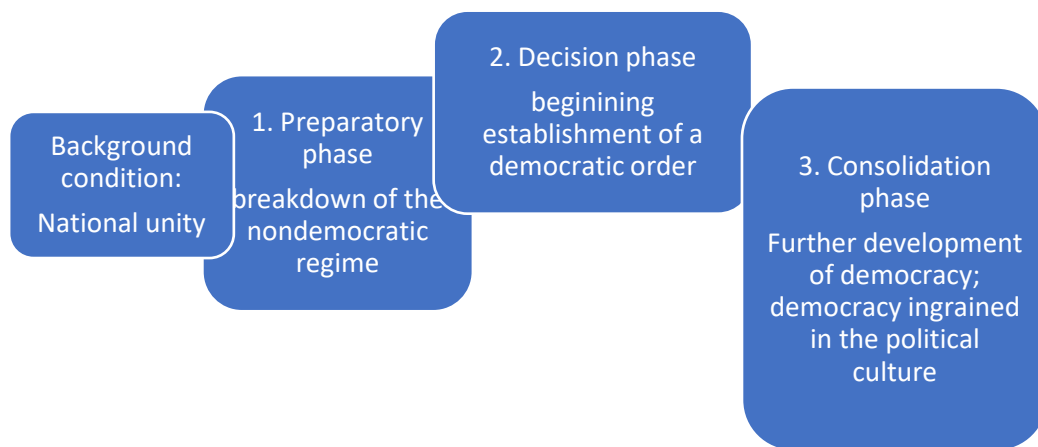 Background
condition:
National unity
1. Preparatory
phase
breakdown of the
nondemocratic
regime
2. Decision phase
beginining
establishment of a
democratic order
3. Consolidation
phase
Further development
of democracy;
democracy ingrained
in the political
culture